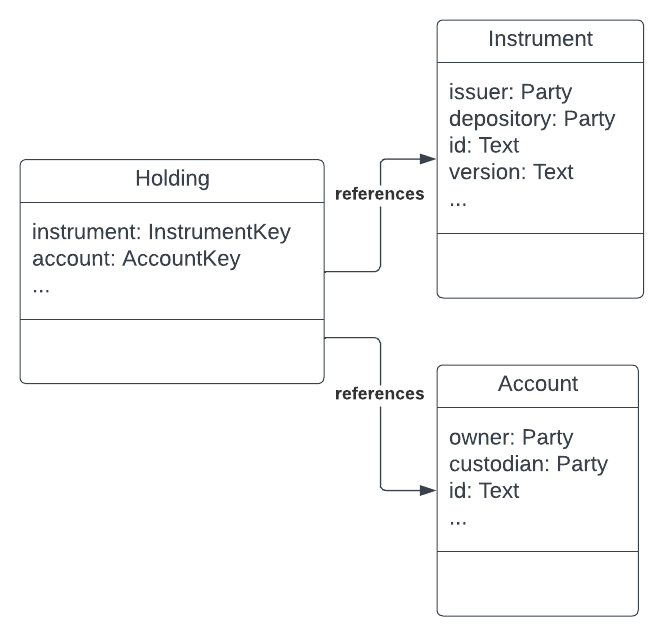 Holding
instrument: InstrumentKey
account: AccountKey
...
references
references
Instrument
issuer: Party
depository: Party
id: Text
version: Text
...
Account
owner: Party
custodian: Party
id: Text
...